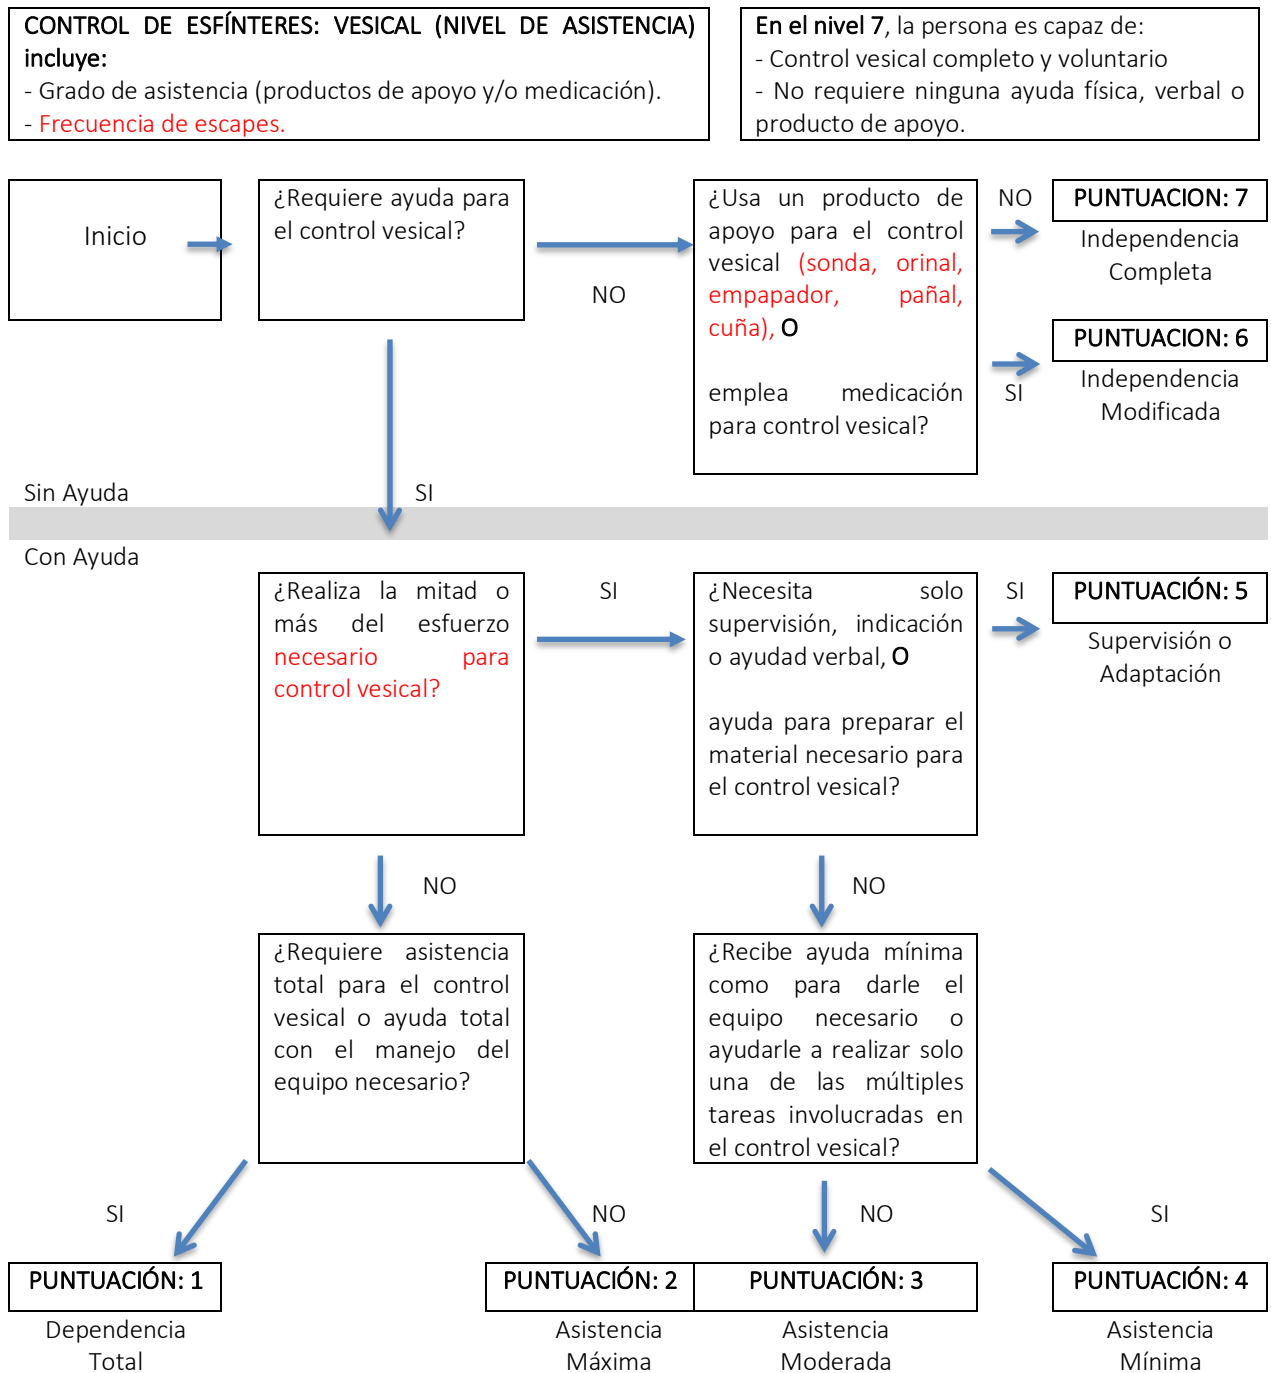 CONTROL DE ESFÍNTERES: VESICAL (NIVEL DE ASISTENCIA)
incluye:
- Grado de asistencia (productos de apoyo y/o medicación).
- Frecuencia de escapes.
En el nivel 7, la persona es capaz de:
- Control vesical completo y voluntario
- No requiere ninguna ayuda física, verbal o
producto de apoyo.
Inicio
¿Requiere ayuda para
el control vesical?
NO
¿Usa un producto de
apoyo para el control
vesical (sonda, orinal,
empapador, pañal,
cuña), O
emplea medicación
para control vesical?
NO
PUNTUACION: 7
Independencia
Completa
SI
PUNTUACION: 6
Independencia
Modificada
Sin Ayuda
SI
Con Ayuda
¿Realiza la mitad o
más del esfuerzo
necesario para
control vesical?
SI
¿Necesita solo
supervisión, indicación
o ayudad verbal, O
ayuda para preparar el
material necesario para
el control vesical?
SI
PUNTUACIÓN: 5
Supervisión o
Adaptación
NO
NO
¿Requiere asistencia
total para el control
vesical o ayuda total
con el manejo del
equipo necesario?
¿Recibe ayuda mínima
como para darle el
equipo necesario o
ayudarle a realizar solo
una de las múltiples
tareas involucradas en
el control vesical?
SI
NO
NO
SI
PUNTUACIÓN: 1
Dependencia
Total
PUNTUACIÓN: 2
Asistencia
Máxima
PUNTUACIÓN: 3
Asistencia
Moderada
PUNTUACIÓN: 4
Asistencia
Mínima